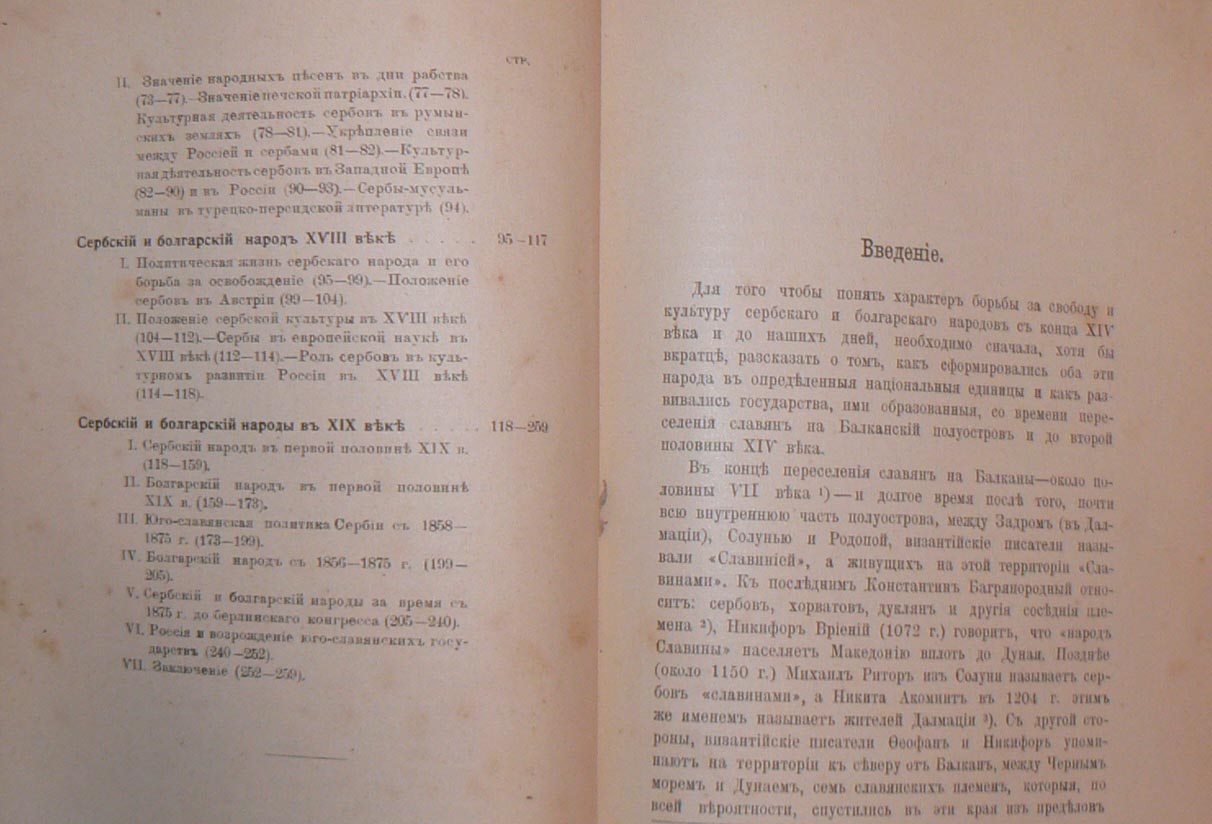 стр.
II. Значеніе народныхъ пѣсенъ въ дни рабства
(73—77).—Значеніе печской патріархіи. (77—78).
Культурная деятельность сербовъ въ румын-
скихъ земляхъ (78—81).—Укрѣпленіе связи
между Россіей и сербами (81—82).—Культур-
ная дѣятельность сербовъ въ Западной Европѣ
(82—90) и въ Россіи (90—93).—Сербы-мусуль-
маны въ турецко-персидской литературѣ (94).
Сербскій и болгарскій народъ XVIII вѣкѣ . . . . . 95—117
I. Политическая жизнь сербскаго народа и его
борьба за освобожденіе (95—99).—Положеніе
сербовъ въ Австріи (99—104).
II. Положеніе сербской культуры въ XVIII вѣкѣ
(104—112).—Сербы въ европейской наукѣ въ
XVIII вѣкѣ (112—114).—Роль сербовъ въ куль-
турномъ развитіи Россіи въ XVIII вѣкѣ
(114—118).
Сербскій и болгарскій народы въ XIX вѣкѣ . . . . . 118—259
I. Сербскій народъ въ первой половинѣ XIX в.
(118—159).
II. Болгарскій народъ въ первой половинѣ
XIX в. (159—173).
III. Юго-славянская политика Сербіи съ 1858—
1875 г. (173—199).
IV. Болгарскій народъ съ 1856—1875 г. (199—
205).
V. Сербскій и болгарскій народы за время съ
1875 г. до берлинскаго конгресса (205—240).
VI. Россія и возрожденіе юго-славянскихъ госу-
дарствъ (240—252).
VII. Заключеніе (252—259).
Введеніе.
Для того чтобы понять характеръ борьбы за свободу и
культуру сербскаго и болгарскаго народовъ съ конца XIV
вѣка и до нашихъ дней, необходимо сначала, хотя бы
вкратцѣ, разсказать о томъ, какъ сформировались оба эти
народа въ опредѣленныя національныя единицы и какъ раз-
вивались государства, ими образованныя, со времени пере-
селенія славянъ на Балканскій полуостровъ и до второй
половины XIV вѣка.
Въ концѣ переселенія славянъ на Балканы—около по-
ловины VII вѣка ¹)—и долгое время послѣ того, почти
всю внутреннюю часть полуострова, между Задромъ (въ Дал-
маціи), Солунью и Родопой, византійскіе писатели назы-
вали «Славиніей», а живущихъ на этой территоріи «Сла-
винами». Къ послѣднимъ Константинъ Багрянородный отно-
ситъ: сербовъ, хорватовъ, дуклянъ и другія сосѣднія пле-
мена ²), Никифоръ Вріеній (1072 г.) говоритъ, что «народъ
Славины» населяетъ Македонію вплоть до Дуная. Позднѣе
(около 1150 г.) Михаилъ Риторъ изъ Солуни называетъ сер-
бовъ «славянами», а Никита Акоминтъ въ 1204 г. этимъ
же именемъ называетъ жителей Далмаціи ³). Съ другой сто-
роны, византійскіе писатели Ѳеофанъ и Никифоръ упоми-
наютъ на территоріи къ сѣверу отъ Балканъ, между Чернымъ
моремъ и Дунаемъ, семь славянскихъ племенъ, которыя, по
всей вѣроятности, спустились въ эти края изъ предѣловъ